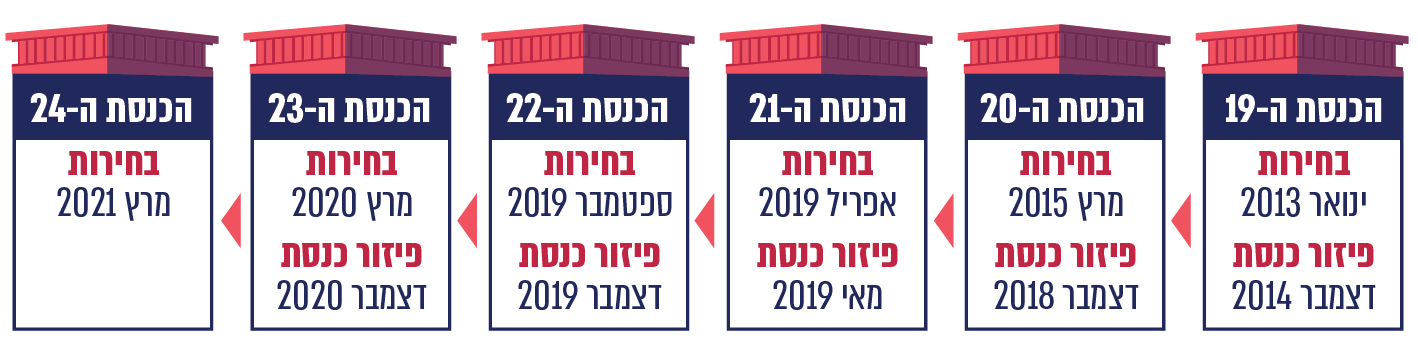 הכנסת ה-19
בחירות
ינואר 2013
פיזור כנסת
דצמבר 2014
הכנסת ה-20
בחירות
מרץ 2015
פיזור כנסת
דצמבר 2018
הכנסת ה-21
בחירות
אפריל 2019
פיזור כנסת
מאי 2019
הכנסת ה-22
בחירות
ספטמבר 2019
פיזור כנסת
דצמבר 2019
הכנסת ה-23
בחירות
מרץ 2020
פיזור כנסת
דצמבר 2020
הכנסת ה-24
בחירות
מרץ 2021